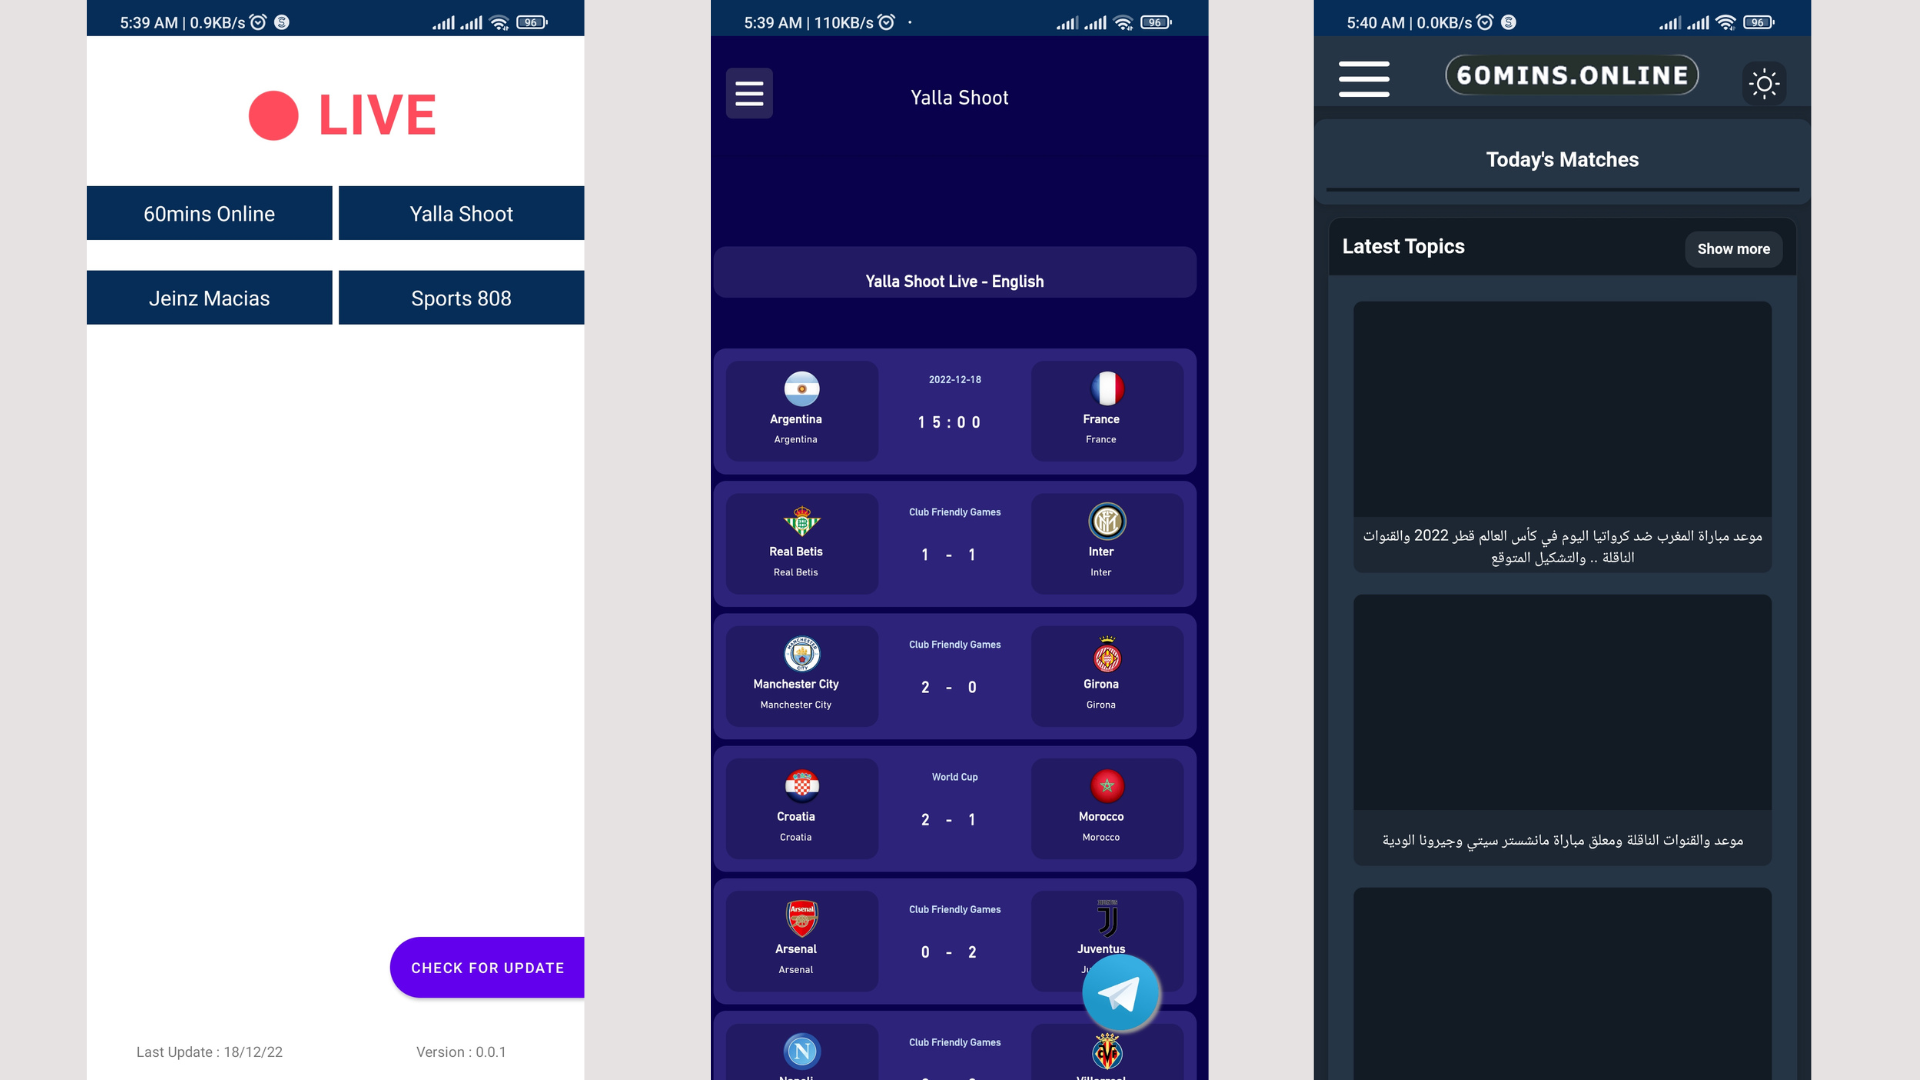 5:39 AM | 0.9KB/s
96
LIVE
60mins Online
Yalla Shoot
Jeinz Macias
Sports 808
CHECK FOR UPDATE
Last Update : 18/12/22
Version : 0.0.1
5:39 AM | 110KB/s
96
Yalla Shoot
Yalla Shoot Live - English
2022-12-18
Argentina
15:00
France
Argentina
France
Club Friendly Games
Real Betis
1 - 1
Inter
Real Betis
Inter
Club Friendly Games
Manchester City
2 - 0
Girona
Manchester City
Girona
World Cup
Croatia
2 - 1
Morocco
Croatia
Morocco
Club Friendly Games
Arsenal
Arsenal
0 - 2
Juventus
Arsenal
Club Friendly Games
N
5:40 AM | 0.0KB/s
96
60MINS.ONLINE
Today's Matches
Latest Topics
Show more
موعد مباراة المغرب ضد كرواتيا اليوم في كأس العالم قطر 2022 والقنوات
الناقلة .. والتشكيل المتوقع
موعد والقنوات الناقلة ومعلق مباراة مانشستر سيتي وجيرونا الودية